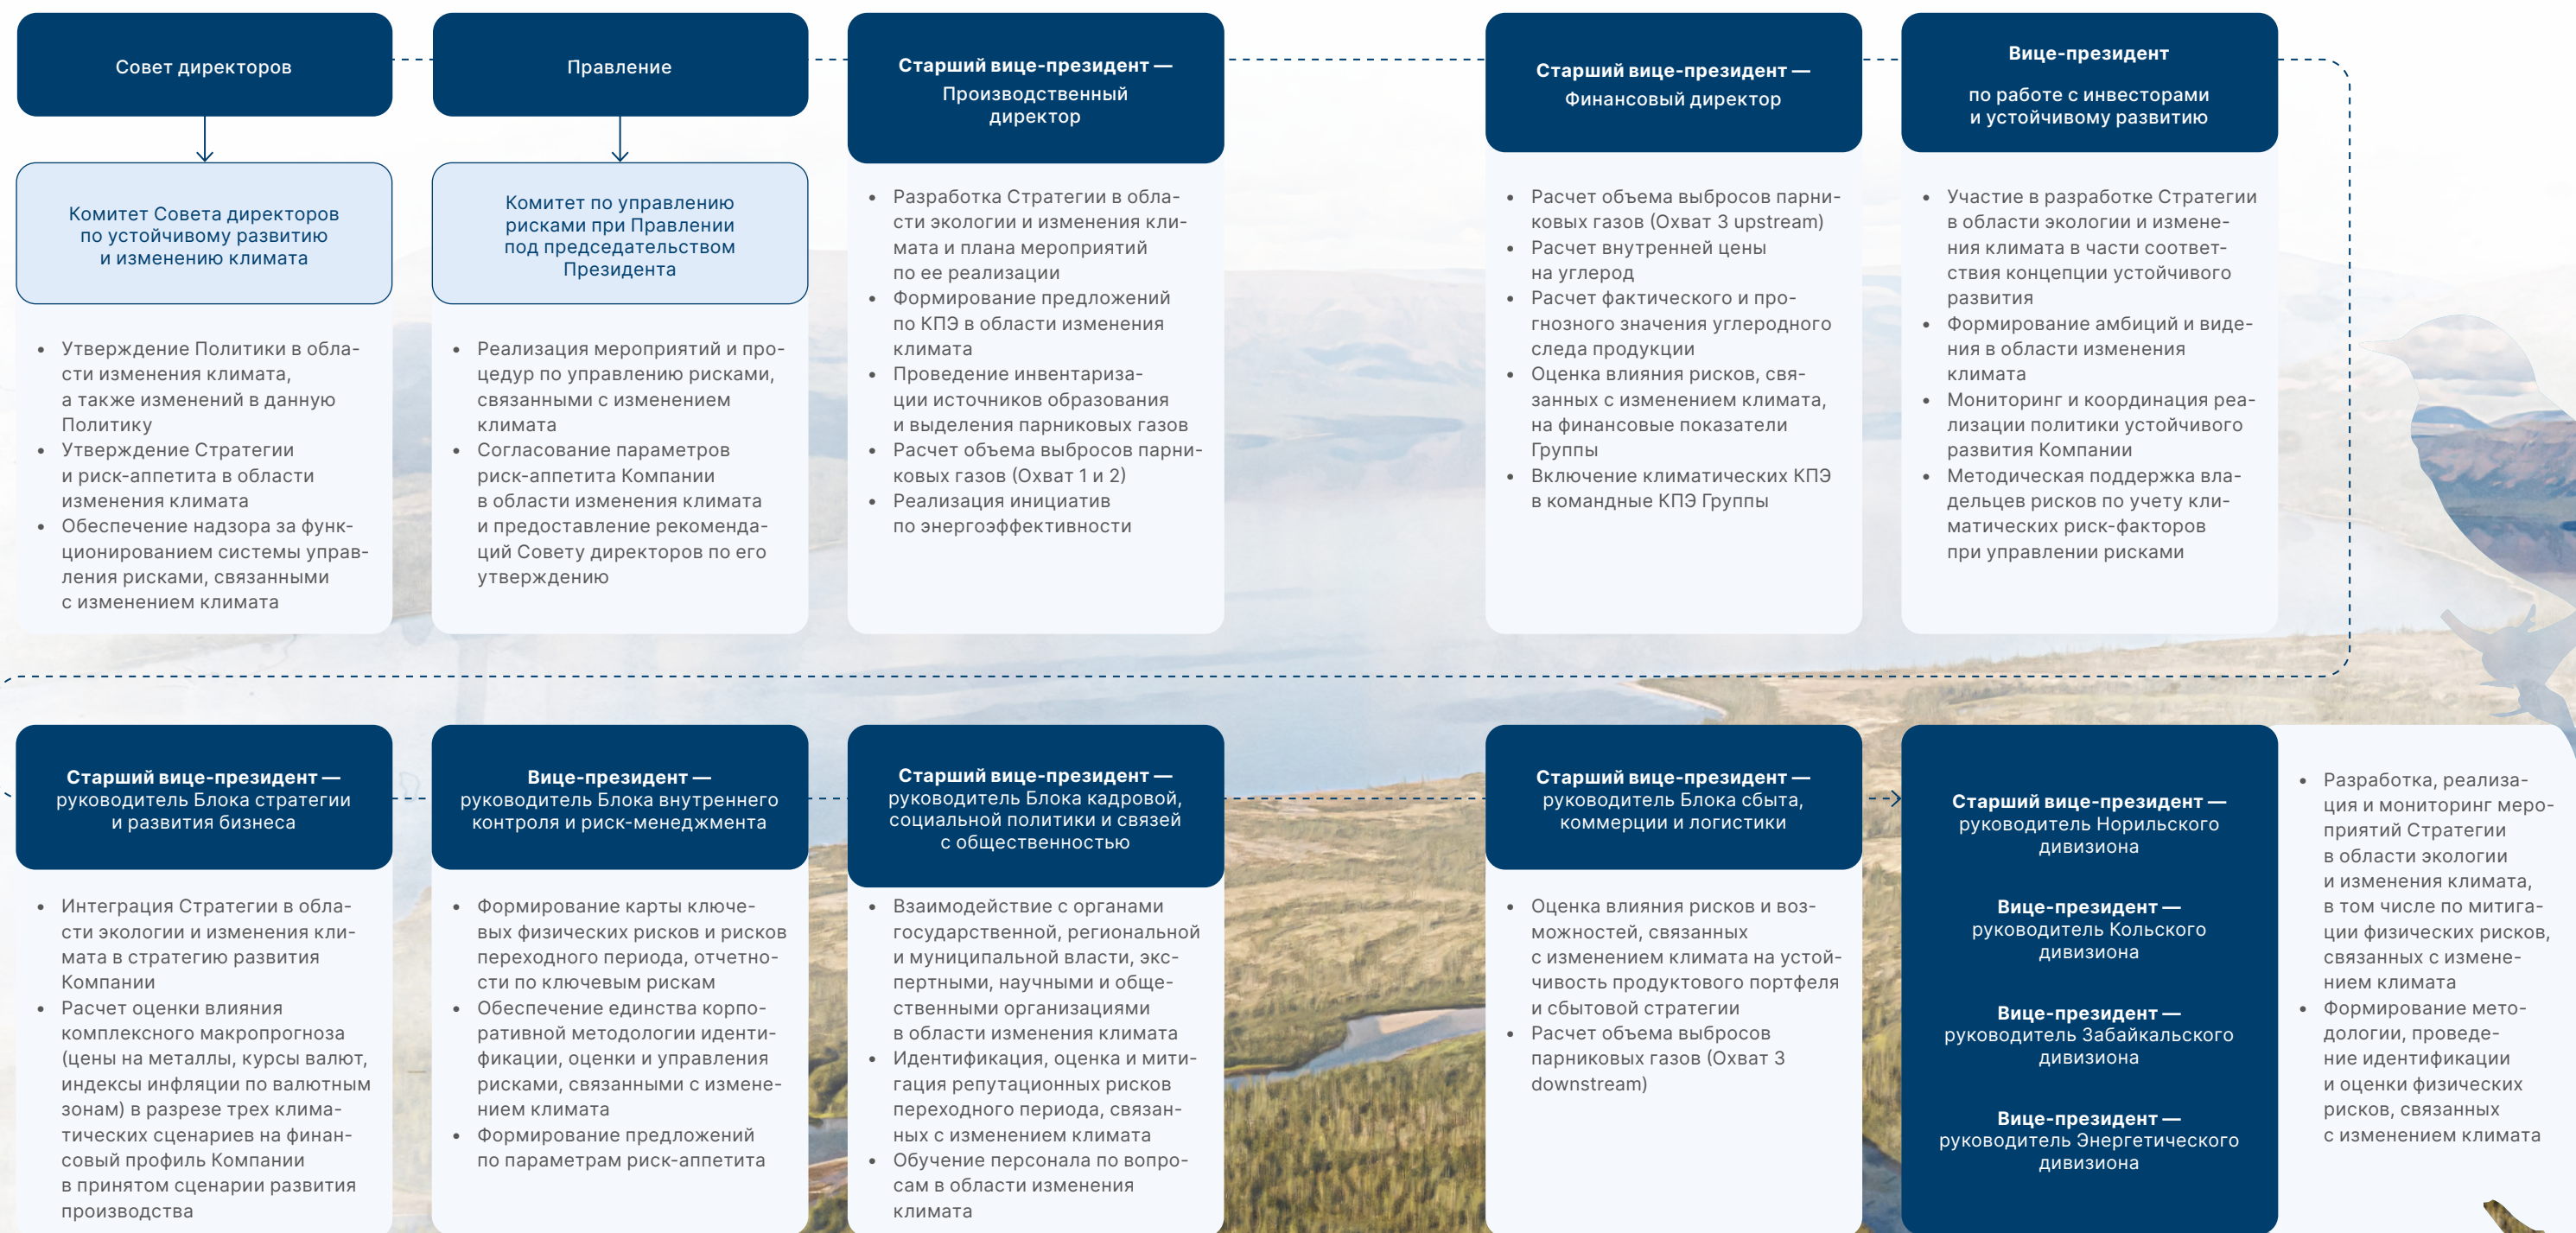 Совет директоров
Комитет Совета директоров
по устойчивому развитию
и изменению климата
• Утверждение Политики в обла-
сти изменения климата,
а также изменений в данную
Политику
• Утверждение Стратегии
и риск-аппетита в области
изменения климата
• Обеспечение надзора за функ-
ционированием системы управ-
ления рисками, связанными
с изменением климата
Правление
Комитет по управлению
рисками при Правлении
под председательством
Президента
• Реализация мероприятий и про-
цедур по управлению рисками,
связанными с изменением
климата
• Согласование параметров
риск-аппетита Компании
в области изменения климата
и предоставление рекоменда-
ций Совету директоров по его
утверждению
Старший вице-президент —
Производственный
директор
• Разработка Стратегии в обла-
сти экологии и изменения кли-
мата и плана мероприятий
по ее реализации
• Формирование предложений
по КПЭ в области изменения
климата
• Проведение инвентариза-
ции источников образования
и выделения парниковых газов
• Расчет объема выбросов парни-
ковых газов (Охват 1 и 2)
• Реализация инициатив
по энергоэффективности
Старший вице-президент —
Финансовый директор
• Расчет объема выбросов парни-
ковых газов (Охват 3 upstream)
• Расчет внутренней цены
на углерод
• Расчет фактического и про-
гнозного значения углеродного
следа продукции
• Оценка влияния рисков, свя-
занных с изменением климата,
на финансовые показатели
Группы
• Включение климатических КПЭ
в командные КПЭ Группы
Вице-президент
по работе с инвесторами
и устойчивому развитию
• Участие в разработке Стратегии
в области экологии и измене-
ния климата в части соответ-
ствия концепции устойчивого
развития
• Формирование амбиций и виде-
ния в области изменения
климата
• Мониторинг и координация реа-
лизации политики устойчивого
развития Компании
• Методическая поддержка вла-
дельцев рисков по учету кли-
матических риск-факторов
при управлении рисками
Старший вице-президент —
руководитель Блока стратегии
и развития бизнеса
• Интеграция Стратегии в обла-
сти экологии и изменения кли-
мата в стратегию развития
Компании
• Расчет оценки влияния
комплексного макропрогноза
(цены на металлы, курсы валют,
индексы инфляции по валютным
зонам) в разрезе трех клима-
тических сценариев на финан-
совый профиль Компании
в принятом сценарии развития
производства
Вице-президент —
руководитель Блока внутреннего
контроля и риск-менеджмента
• Формирование карты ключе-
вых физических рисков и рисков
переходного периода, отчетно-
сти по ключевым рискам
• Обеспечение единства корпо-
ративной методологии иденти-
фикации, оценки и управления
рисками, связанными с измене-
нием климата
• Формирование предложений
по параметрам риск-аппетита
Старший вице-президент —
руководитель Блока кадровой,
социальной политики и связей
с общественностью
• Взаимодействие с органами
государственной, региональной
и муниципальной власти, экс-
пертными, научными и обще-
ственными организациями
в области изменения климата
• Идентификация, оценка и мити-
гация репутационных рисков
переходного периода, связан-
ных с изменением климата
• Обучение персонала по вопро-
сам в области изменения
климата
Старший вице-президент —
руководитель Блока сбыта,
коммерции и логистики
• Оценка влияния рисков и воз-
можностей, связанных
с изменением климата на устой-
чивость продуктового портфеля
и сбытовой стратегии
• Расчет объема выбросов
парниковых газов (Охват 3
downstream)
Старший вице-президент —
руководитель Норильского
дивизиона
Вице-президент —
руководитель Кольского
дивизиона
Вице-президент —
руководитель Забайкальского
дивизиона
Вице-президент —
руководитель Энергетического
дивизиона
• Разработка, реализа-
ция и мониторинг меро-
приятий Стратегии
в области экологии
и изменения климата,
в том числе по митига-
ции физических рисков,
связанных с измене-
нием климата
• Формирование мето-
дологии, проведе-
ние идентификации
и оценки физических
рисков, связанных
с изменением климата